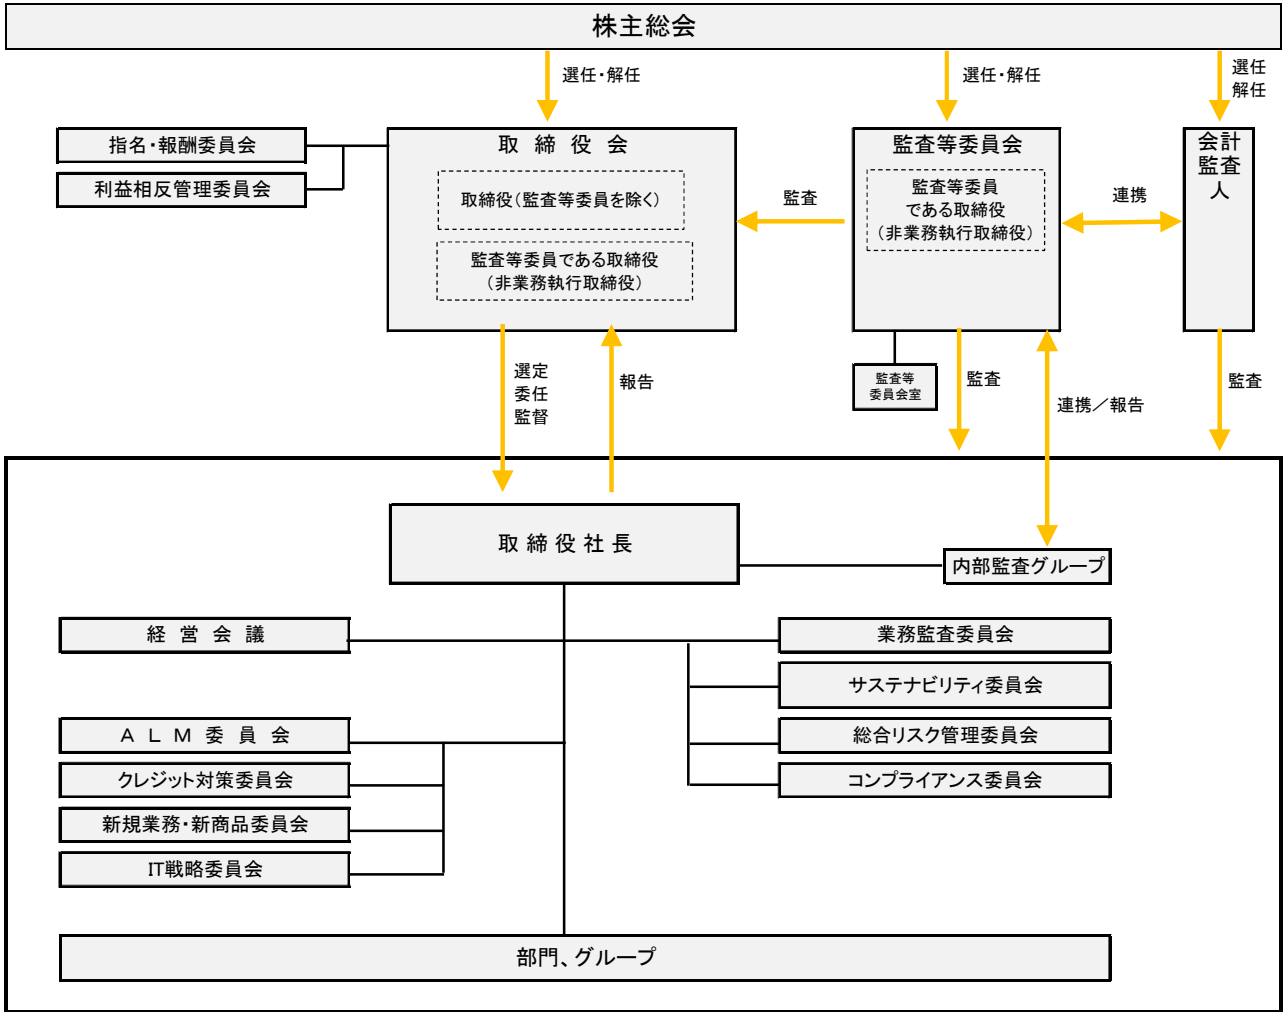 株主総会
選任・解任
選任・解任
選任
解任
指名・報酬委員会
利益相反管理委員会
取 締 役 会
取締役（監査等委員を除く）
監査等委員である取締役
（非業務執行取締役）
監査
監査等委員会
監査等委員
である取締役
（非業務執行取締役）
連携
会計
監査
人
選定
委任
監督
報告
監査等
委員会室
監査
連携／報告
監査
取 締 役 社 長
内部監査グループ
経 営 会 議
業務監査委員会
サステナビリティ委員会
総合リスク管理委員会
コンプライアンス委員会
Ａ Ｌ Ｍ 委 員 会
クレジット対策委員会
新規業務・新商品委員会
IT戦略委員会
部門、グループ